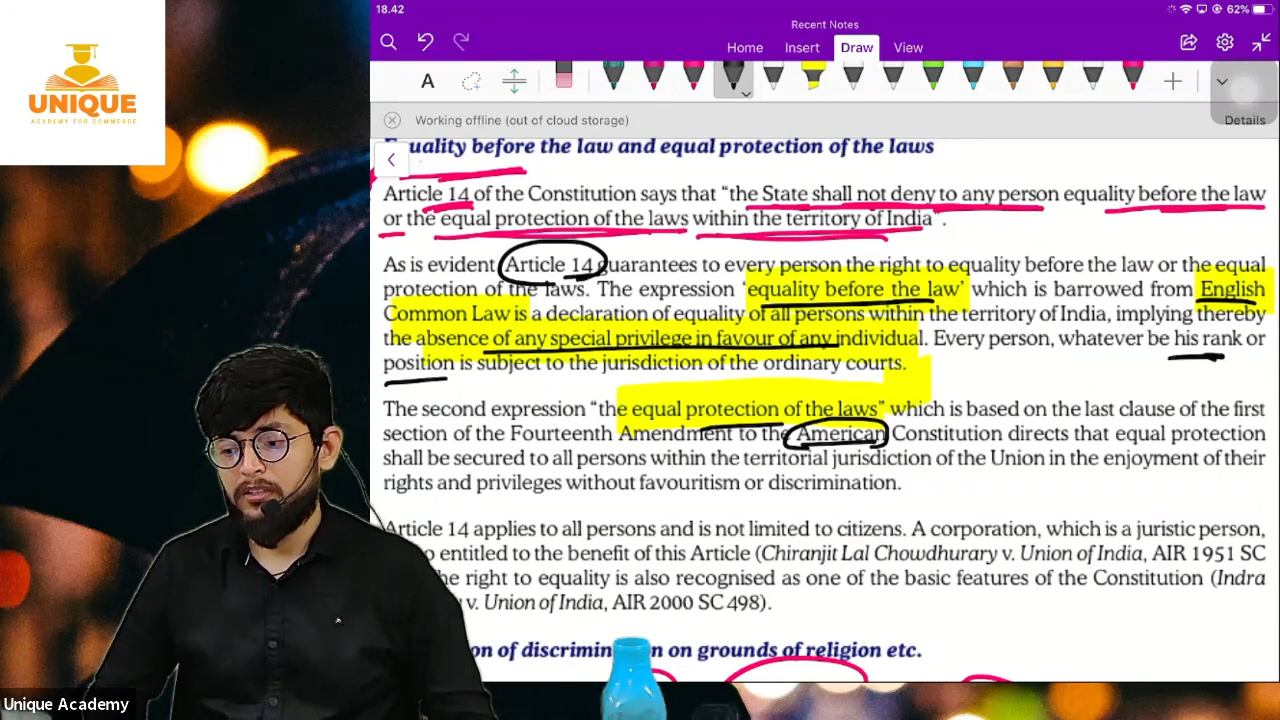 UNIQUE
ACADEMY FOR COMMERCE
18.42
62%
Recent Notes
Home Insert Draw View
A
Working offline (out of cloud storage)
Details
quality before the law and equal protection of the laws
Article 14 of the Constitution says that “the State shall not deny to any person equality before the law
or the equal protection of the laws within the territory of India” .
As is evident Article 14 guarantees to every person the right to equality before the law or the equal
protection of the laws. The expression ‘equality before the law’ which is barrowed from English
Common Law is a declaration of equality of all persons within the territory of India, implying thereby
the absence of any special privilege in favour of any individual. Every person, whatever be his rank or
position is subject to the jurisdiction of the ordinary courts.
The second expression “the equal protection of the laws” which is based on the last clause of the first
section of the Fourteenth Amendment to the American Constitution directs that equal protection
shall be secured to all persons within the territorial jurisdiction of the Union in the enjoyment of their
rights and privileges without favouritism or discrimination.
Article 14 applies to all persons and is not limited to citizens. A corporation, which is a juristic person,
o entitled to the benefit of this Article (Chiranjit Lal Chowdhurary v. Union of India, AIR 1951 SC
he right to equality is also recognised as one of the basic features of the Constitution (Indra
v. Union of India, AIR 2000 SC 498).
on of discrimin n on grounds of religion etc.
Unique Academy